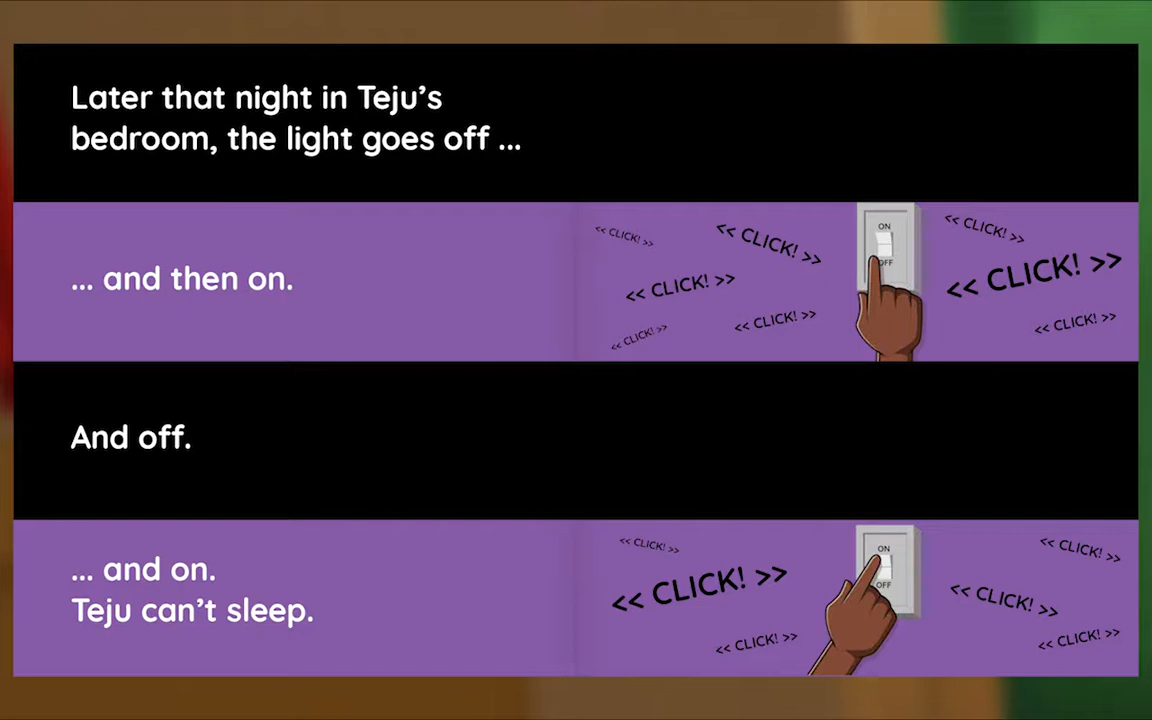 Later that night in Teju's
bedroom, the light goes off ...
... and then on.
<< CLICK! >>
<< CLICK! >>
<< CLICK! >>
<< CLICK! >>
<< CLICK! >>
ON
OFF
<< CLICK! >>
<< CLICK! >>
<< CLICK! >>
And off.
... and on.
Teju can't sleep.
<< CLICK! >>
<< CLICK! >>
<< CLICK! >>
ON
OFF
<< CLICK! >>
<< CLICK! >>
<< CLICK! >>